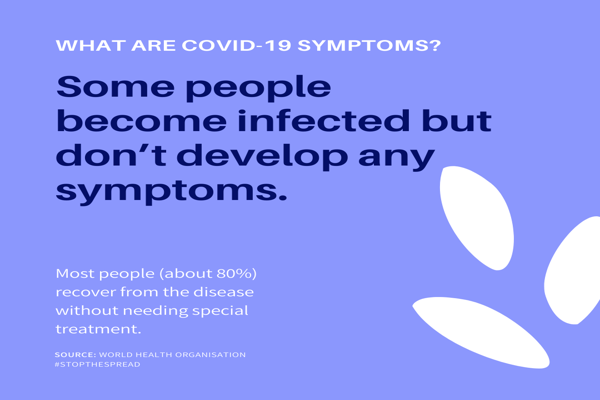 WHAT ARE COVID-19 SYMPTOMS?
Some people
become infected but
don’t develop any
symptoms.
Most people (about 80%)
recover from the disease
without needing special
treatment.
SOURCE: WORLD HEALTH ORGANISATION
#STOPTHESPREAD